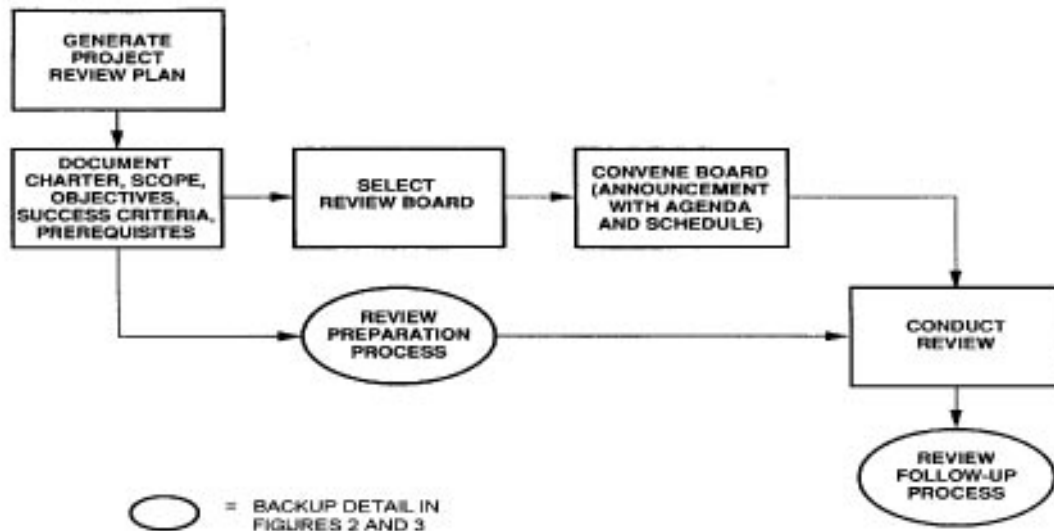 GENERATE
PROJECT
REVIEW PLAN
DOCUMENT
CHARTER, SCOPE,
OBJECTIVES,
SUCCESS CRITERIA,
PREREQUISITES
SELECT
REVIEW BOARD
CONVENE BOARD
(ANNOUNCEMENT
WITH AGENDA
AND SCHEDULE)
REVIEW
PREPARATION
PROCESS
CONDUCT
REVIEW
REVIEW
FOLLOW-UP
PROCESS
= BACKUP DETAIL IN
FIGURES 2 AND 3